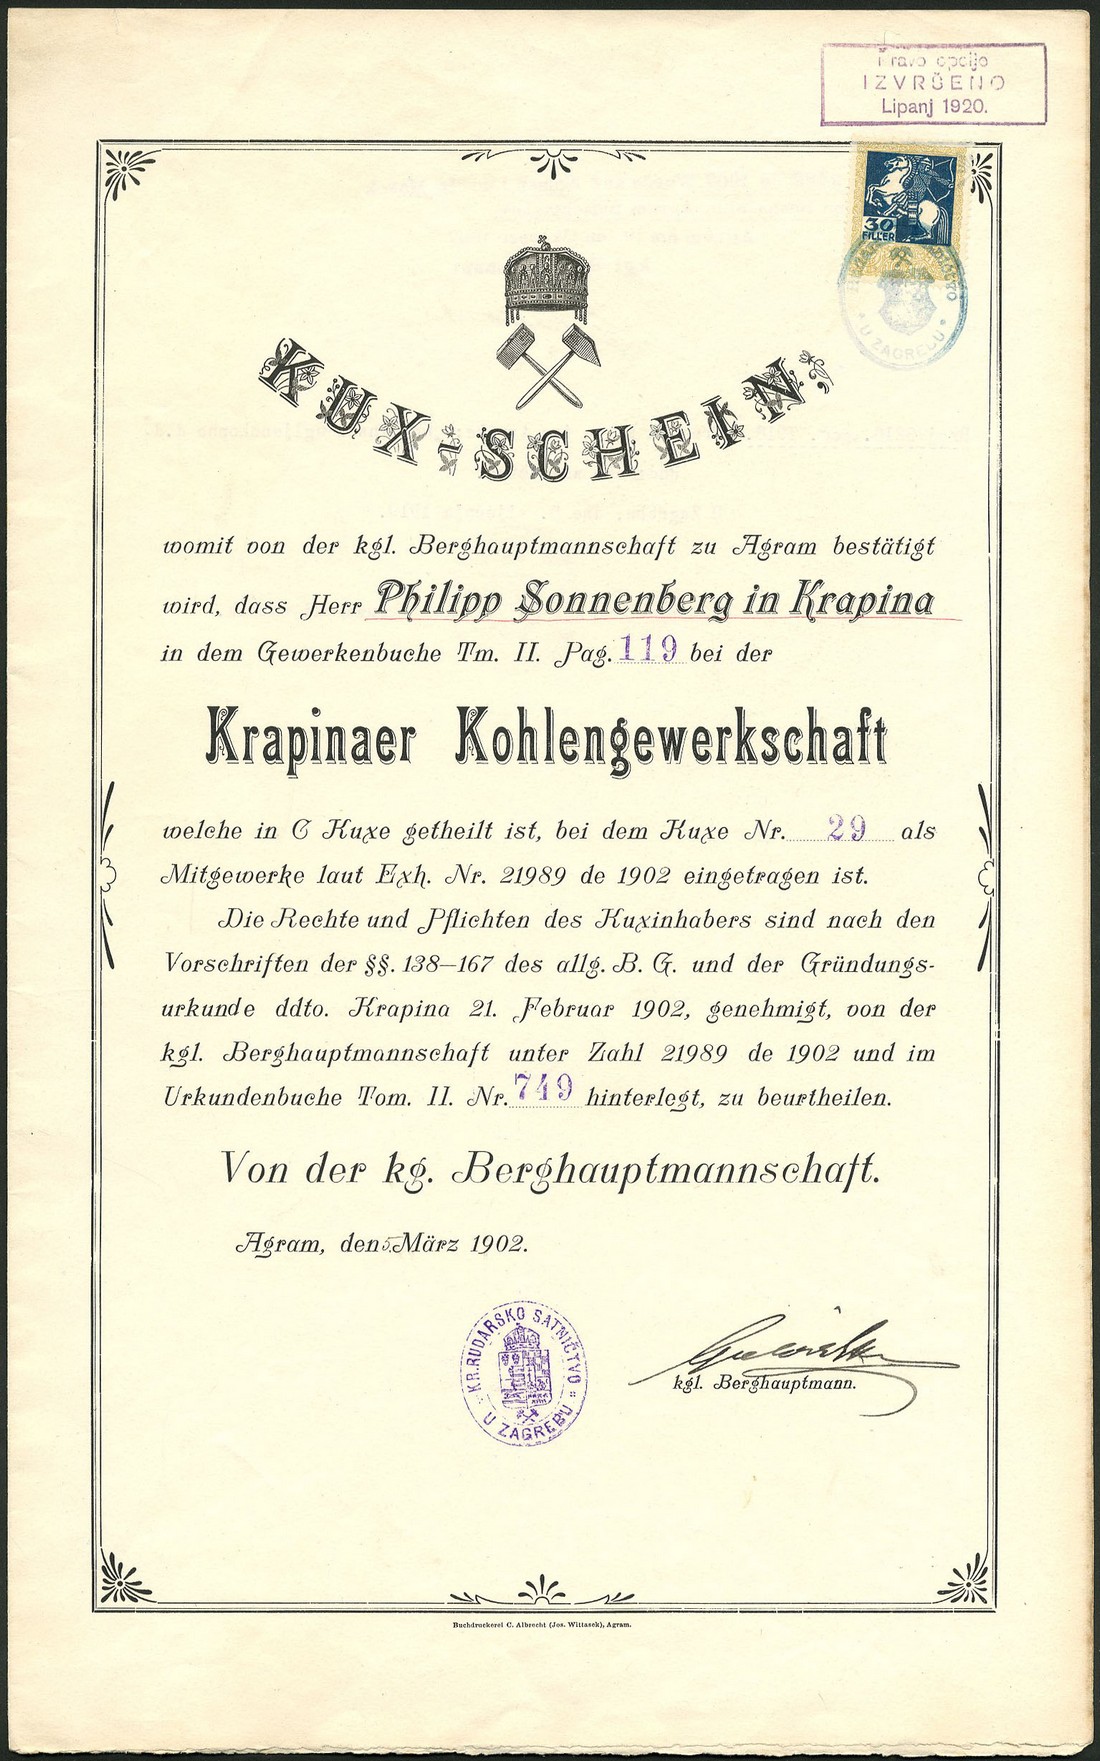 Pravo opcije
IZVRŠENO
Lipanj 1920.
30
FILLER
U ZAGREBU
KUX-SCHEIN,
womit von der kgl. Berghauptmannschaft zu Agram bestätigt
wird, dass Herr Philipp Sonnenberg in Krapina
in dem Gewerkenbuche Tm. II. Pag. 119 bei der
Krapinaer Kohlengewerkschaft
welche in C Kuxe getheilt ist, bei dem Kuxe Nr. 29 als
Mitgewerke laut Exh. Nr. 21989 de 1902 eingetragen ist.
Die Rechte und Pflichten des Kuxinhabers sind nach den
Vorschriften der §§. 138—167 des allg. B. G. und der Gründungs-
urkunde ddto. Krapina 21. Februar 1902, genehmigt, von der
kgl. Berghauptmannschaft unter Zahl 21989 de 1902 und im
Urkundenbuche Tom. II. Nr. 749 hinterlegt, zu beurtheilen.
Von der kg. Berghauptmannschaft.
Agram, den 5. März 1902.
KR. RUDARSKO SATNIČTVO
U ZAGREBU
kgl. Berghauptmann.
Buchdruckerei C. Albrecht (Jos. Wittasek), Agram.